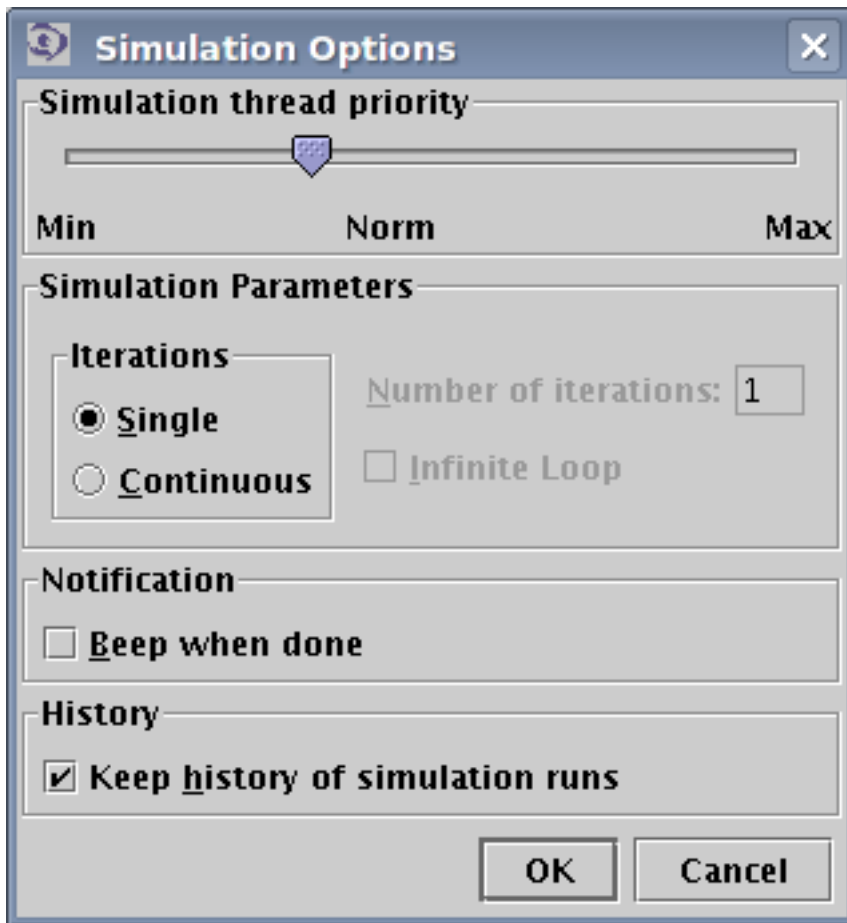 Simulation Options
Simulation thread priority
Min Norm Max
Simulation Parameters
Iterations
Single
Continuous
Number of iterations: 1
Infinite Loop
Notification
Beep when done
History
Keep history of simulation runs
OK Cancel